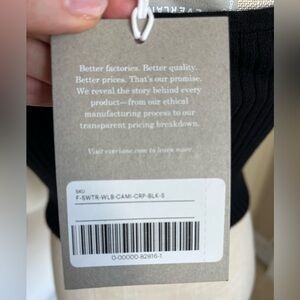 EVERLANE
Better factories. Better quality.
Better prices. That's our promise.
We reveal the story behind every
product—from our ethical
manufacturing process to our
transparent pricing breakdown.
Visit everlane.com to learn more.
SKU
F-SWTR-WLB-CAMI-CRP-BLK-S
0-00000-82816-1